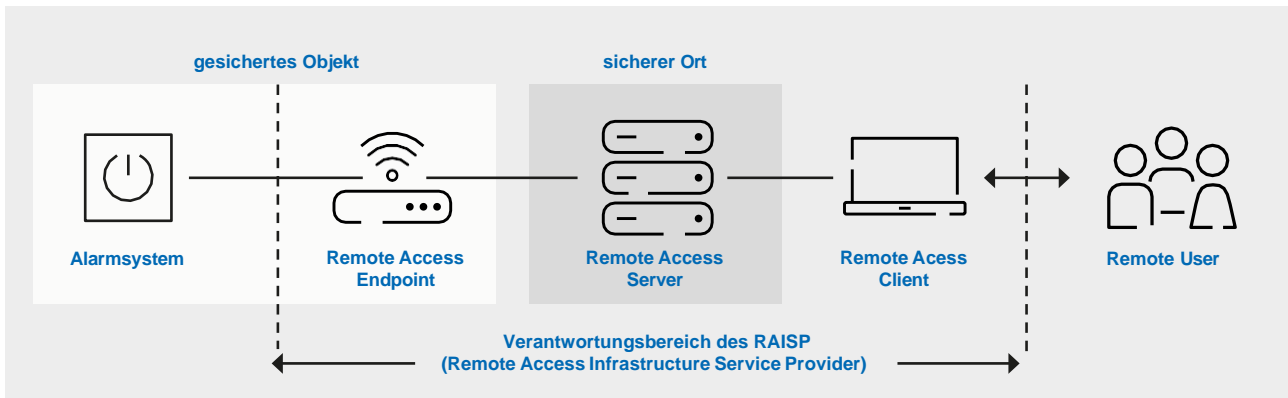 gesichertes Objekt
sicherer Ort
Alarmsystem
Remote Access
Endpoint
Remote Access
Server
Remote Acess
Client
Remote User
Verantwortungsbereich des RAISP
(Remote Access Infrastructure Service Provider)